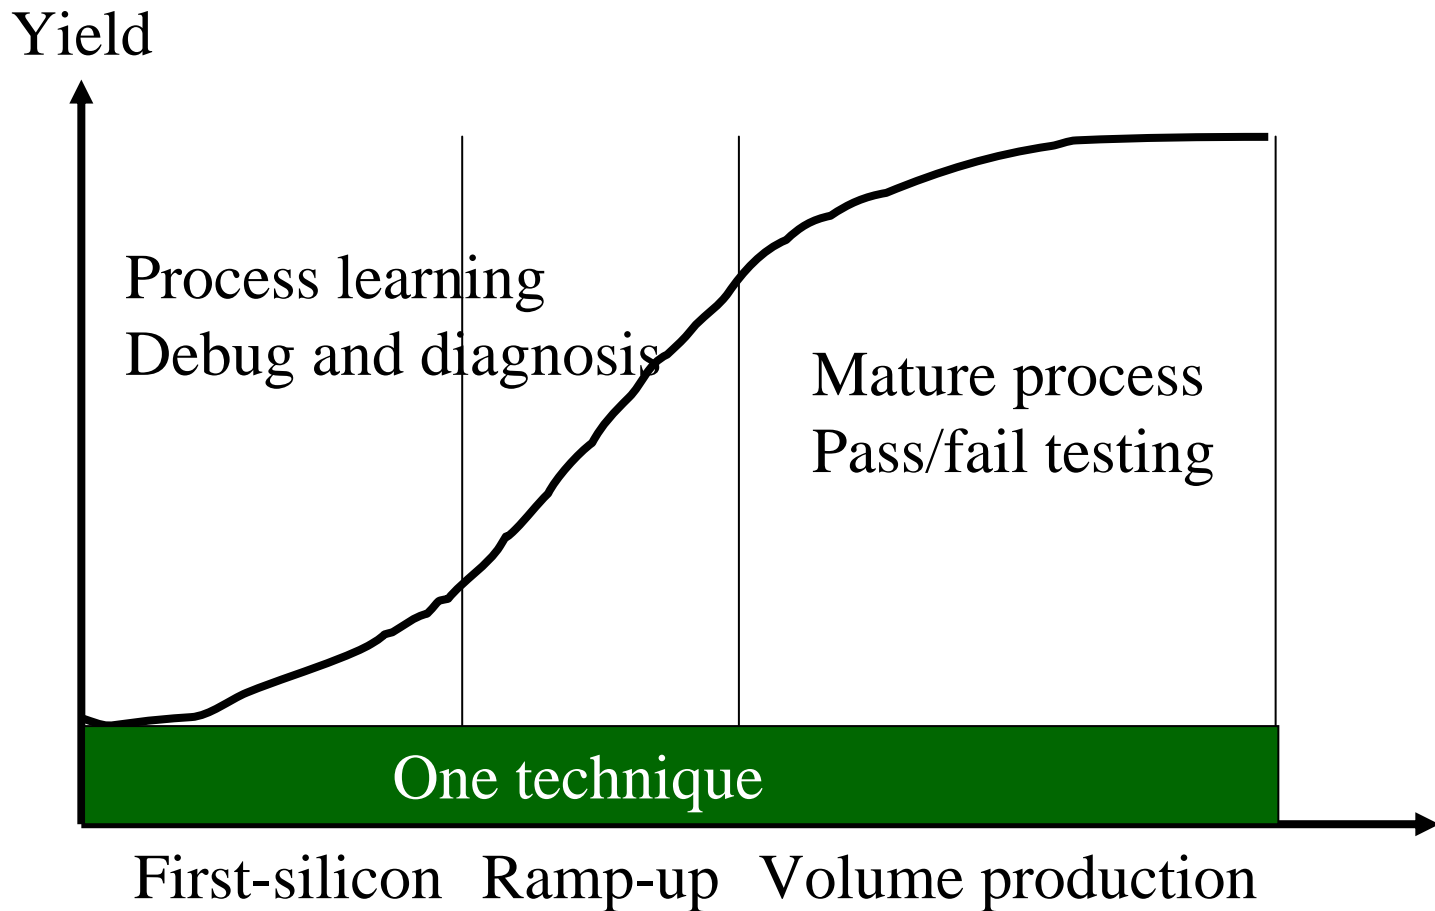 Yield
Process learning
Debug and diagnosis
Mature process
Pass/fail testing
One technique
First-silicon Ramp-up Volume production